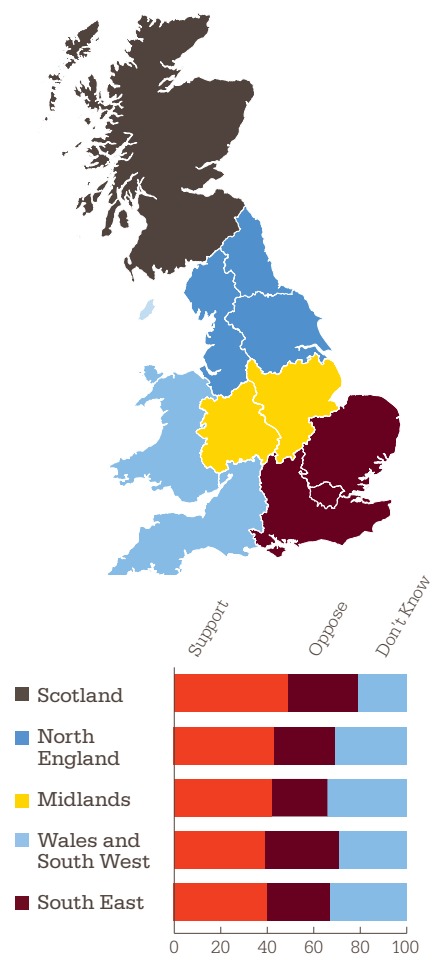 Support
Oppose
Don't Know
Scotland
North
England
Midlands
Wales and
South West
South East
0 20 40 60 80 100